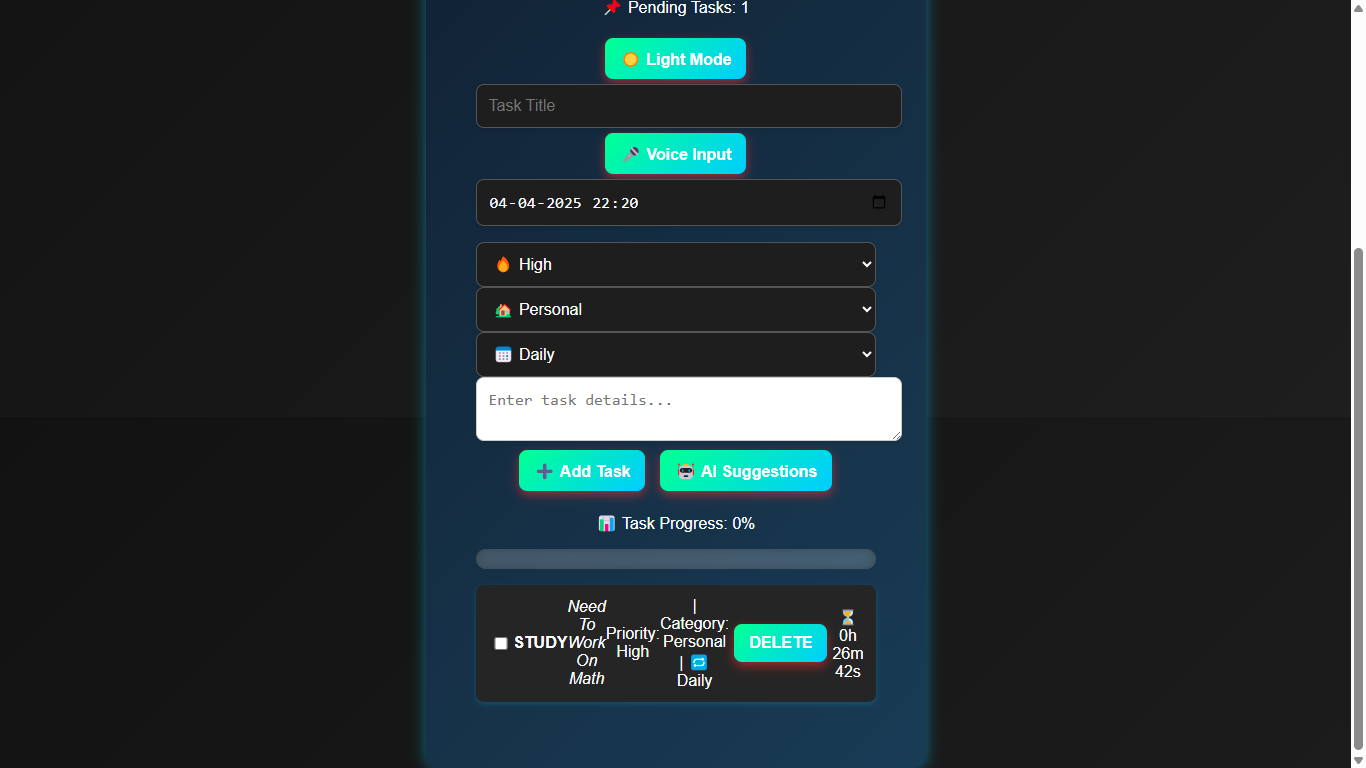 📌 Pending Tasks: 1
🌕 Light Mode
Task Title
🎤 Voice Input
04-04-2025 22:20
🔥 High
🏡 Personal
📅 Daily
Enter task details...
➕ Add Task
🤖 AI Suggestions
📊 Task Progress: 0%
STUDY
Need
To
Work
On
Math
Priority:
High
|
Category:
Personal
| 🔁
Daily
DELETE
⏳
0h
26m
42s